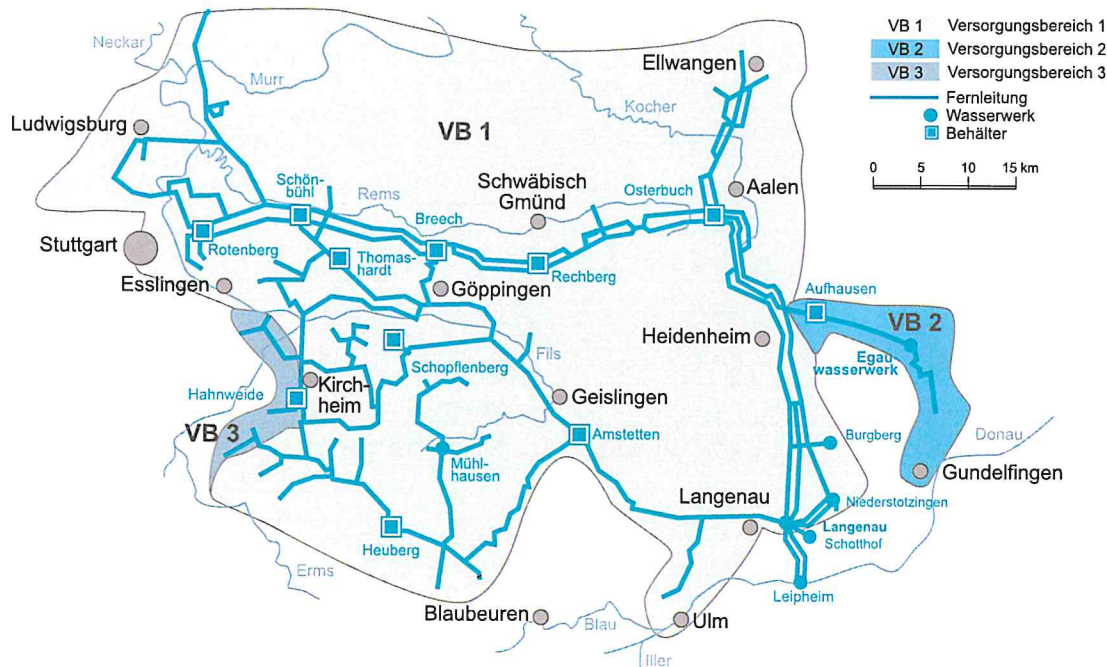 Neckar
Murr
Ellwangen
VB 1 Versorgungsbereich 1
VB 2 Versorgungsbereich 2
VB 3 Versorgungsbereich 3
Fernleitung
Wasserwerk
Behälter
0 5 10 15 km
Kocher
Ludwigsburg
VB 1
Schön-
bühl
Rems
Schwäbisch
Gmünd
Osterbuch
Aalen
Breech
Stuttgart
Rotenberg
Thomas-
hardt
Rechberg
Esslingen
Göppingen
Aufhausen
VB 2
Heidenheim
Egau
wasserwerk
Fils
Schopflenberg
Kirch-
heim
Hahnweide
Geislingen
VB 3
Amstetten
Burgberg
Donau
Gundelfingen
Mühl-
hausen
Langenau
Niederstotzingen
Langenau
Schotthof
Heuberg
Erms
Leipheim
Blaubeuren
Blau
Ulm
Iller